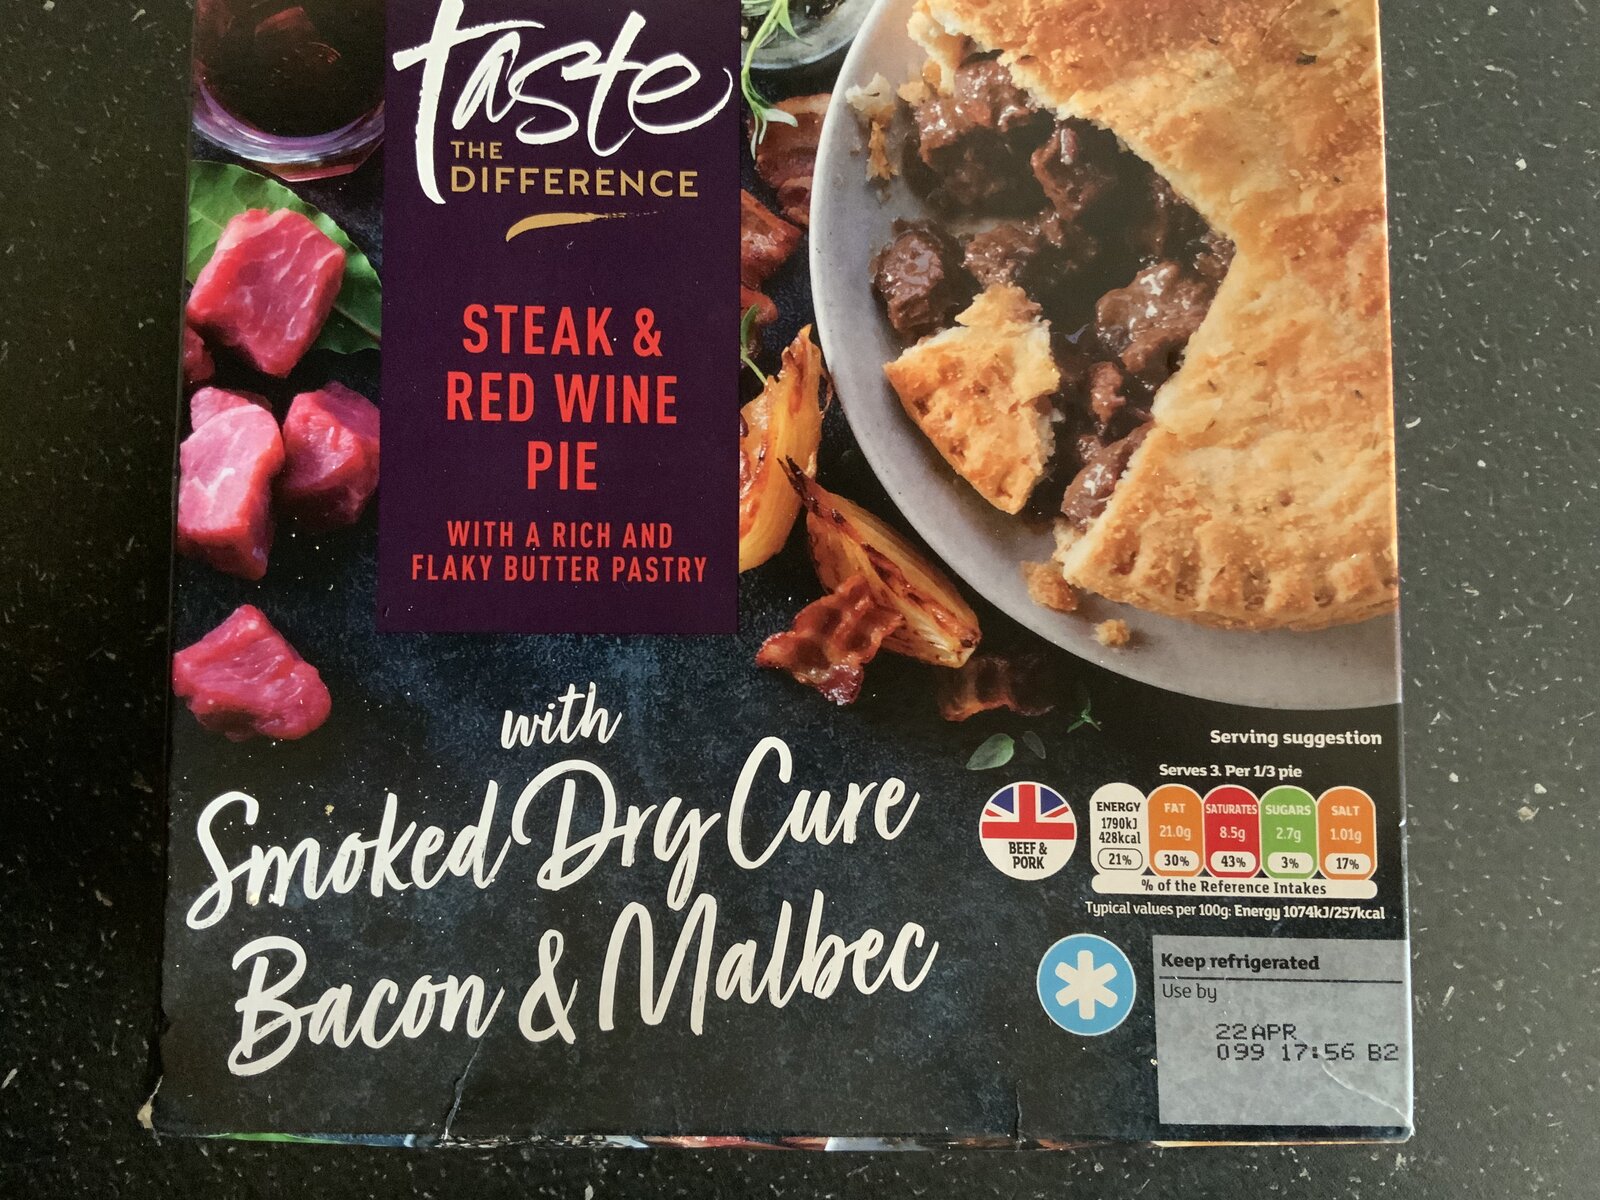 taste
THE
DIFFERENCE
STEAK &
RED WINE
PIE
WITH A RICH AND
FLAKY BUTTER PASTRY
with
Smoked Dry Cure
Bacon & Malbec
Serving suggestion
Serves 3. Per 1/3 pie
BEEF &
PORK
ENERGY FAT SATURATES SUGARS SALT
1790kJ
428kcal 21.0g 8.5g 2.7g 1.01g
21% 30% 43% 3% 17%
% of the Reference Intakes
Typical values per 100g: Energy 1074kJ/257kcal
Keep refrigerated
Use by
22APR
099 17:56 B2